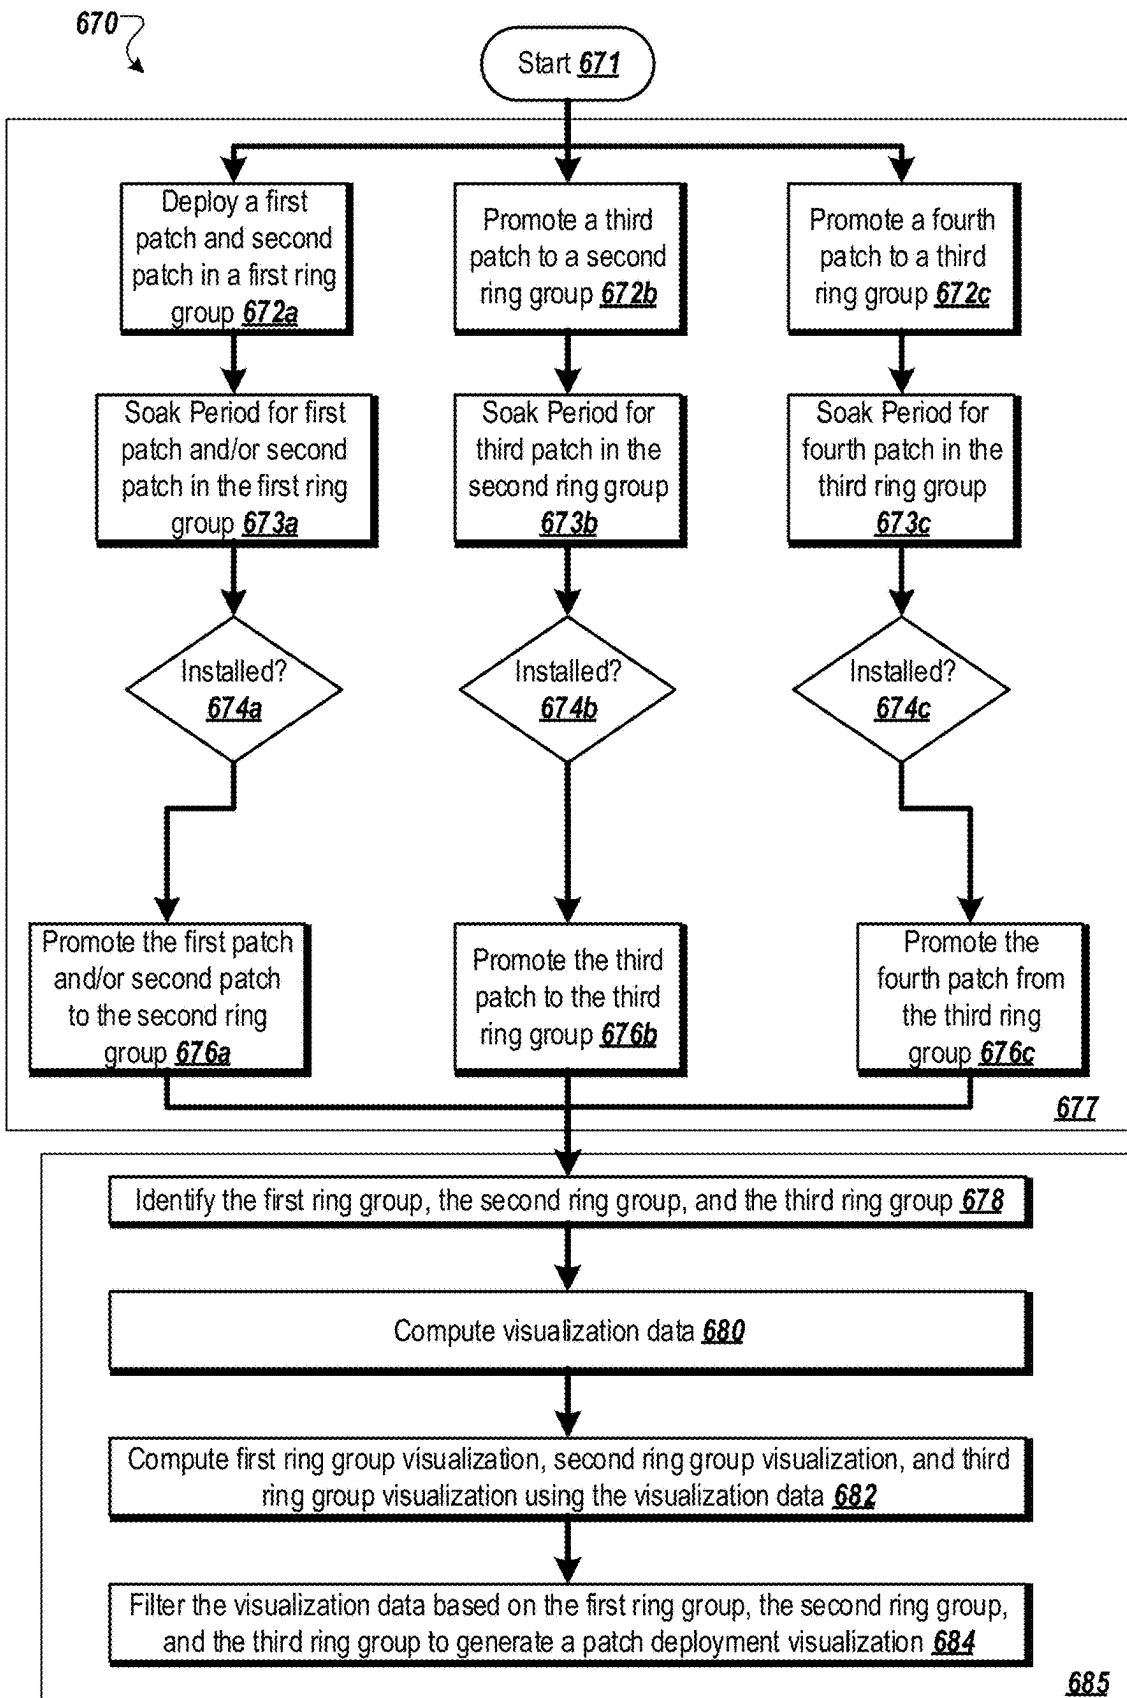 670
Start 671
Deploy a first
patch and second
patch in a first ring
group 672a
Promote a third
patch to a second
ring group 672b
Promote a fourth
patch to a third
ring group 672c
Soak Period for first
patch and/or second
patch in the first ring
group 673a
Soak Period for
third patch in the
second ring group
673b
Soak Period for
fourth patch in the
third ring group
673c
Installed?
674a
Installed?
674b
Installed?
674c
Promote the first patch
and/or second patch
to the second ring
group 676a
Promote the third
patch to the third
ring group 676b
Promote the
fourth patch from
the third ring
group 676c
677
Identify the first ring group, the second ring group, and the third ring group 678
Compute visualization data 680
Compute first ring group visualization, second ring group visualization, and third
ring group visualization using the visualization data 682
Filter the visualization data based on the first ring group, the second ring group,
and the third ring group to generate a patch deployment visualization 684
685